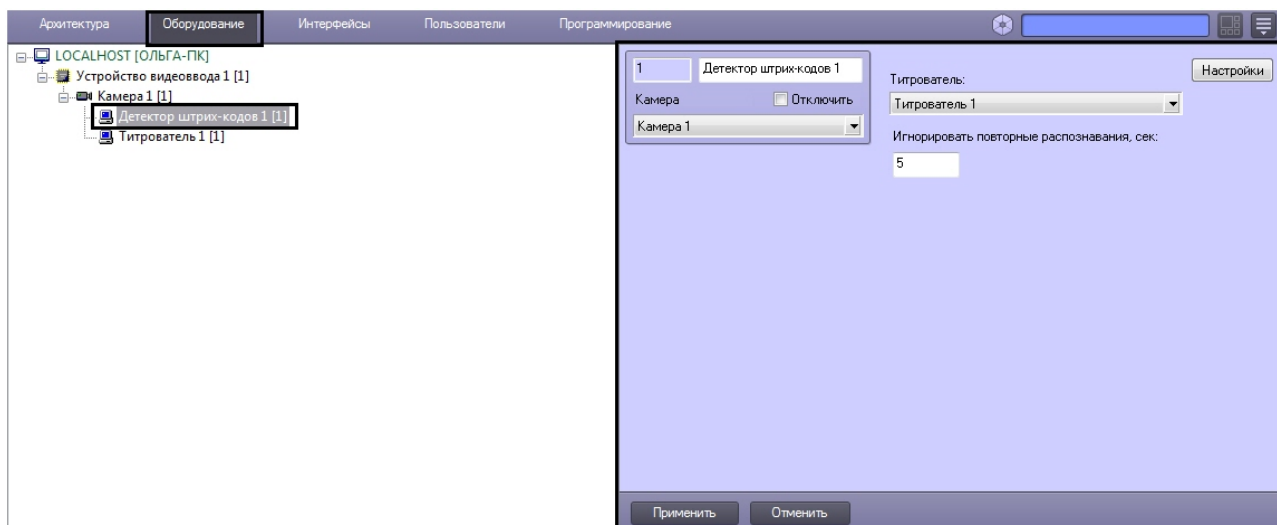 Архитектура Оборудование Интерфейсы Пользователи Программирование
LOCALHOST [ОЛЬГА-ПК]
Устройство видеоввода 1 [1]
Камера 1 [1]
Детектор штрих-кодов 1 [1]
Титрователь 1 [1]
1 Детектор штрих-кодов 1
Камера Отключить
Камера 1
Титрователь:
Настройки
Титрователь 1
Игнорировать повторные распознавания, сек:
5
Применить Отменить